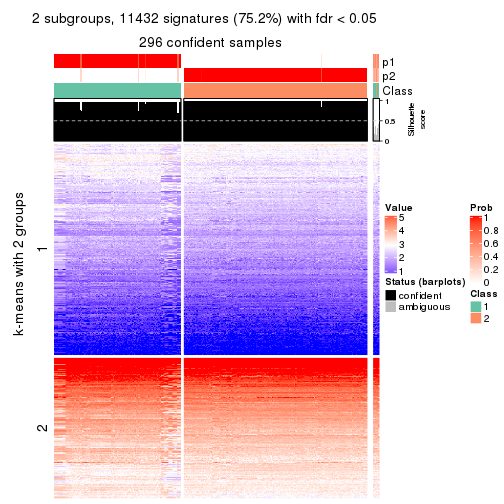 2 subgroups, 11432 signatures (75.2%) with fdr < 0.05
296 confident samples
p1
p2
Class
1
0.5
0
Silhouette
score
k-means with 2 groups
1
2
Value
5
4
3
2
1
Status (barplots)
confident
ambiguous
Prob
1
0.8
0.6
0.4
0.2
0
Class
1
2